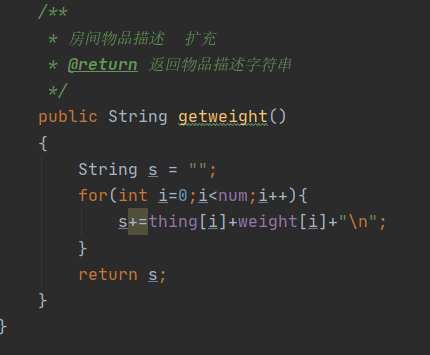 /**
 * 房间物品描述  扩充
 * @return 返回物品描述字符串
 */
public String getweight()
{
    String s = "";
    for(int i=0;i<num;i++){
        s+=thing[i]+weight[i]+"\n";
    }
    return s;
}
}